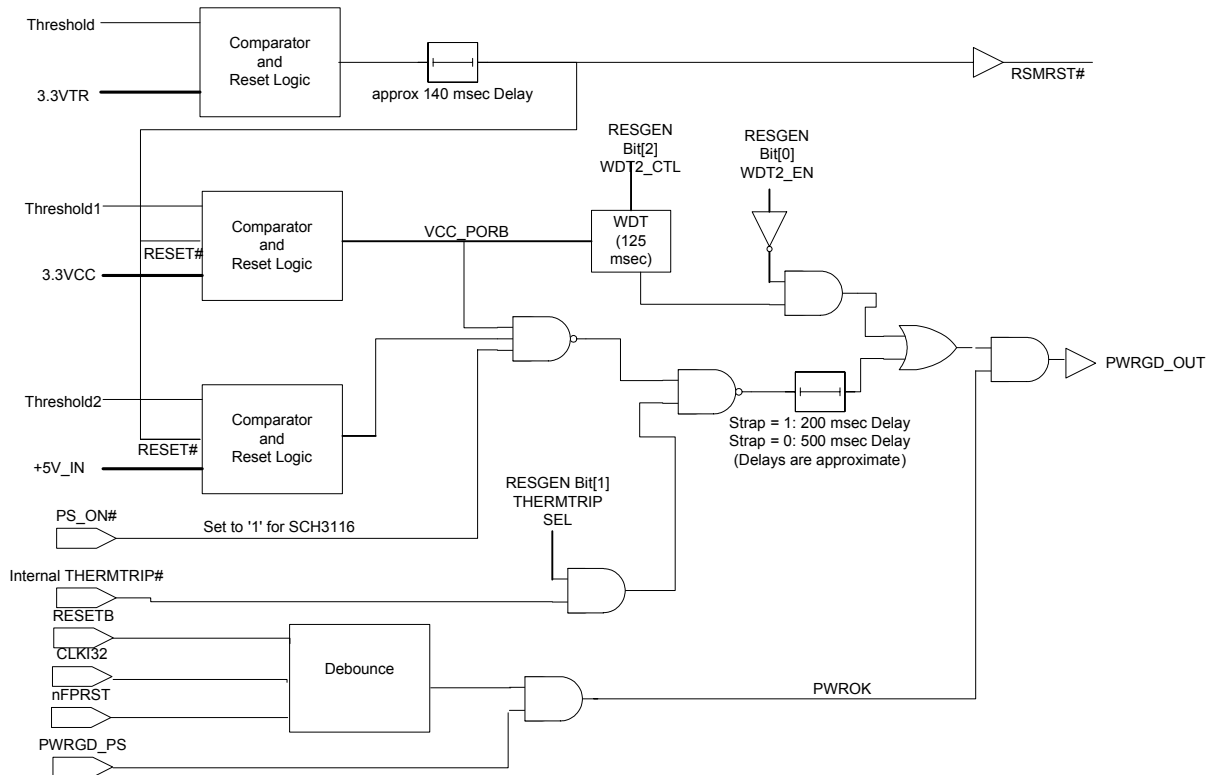 Threshold
Comparator
and
Reset Logic
3.3VTR
approx 140 msec Delay
RSMRST#
RESGEN
Bit[2]
WDT2_CTL
RESGEN
Bit[0]
WDT2_EN
Threshold1
RESET#
3.3VCC
Comparator
and
Reset Logic
VCC_PORB
WDT
(125
msec)
PWRGD_OUT
Threshold2
RESET#
+5V_IN
Comparator
and
Reset Logic
Strap = 1: 200 msec Delay
Strap = 0: 500 msec Delay
(Delays are approximate)
RESGEN Bit[1]
THERMTRIP
SEL
PS_ON#
Set to '1' for SCH3116
Internal THERMTRIP#
RESETB
CLKI32
nFPRST
Debounce
PWROK
PWRGD_PS